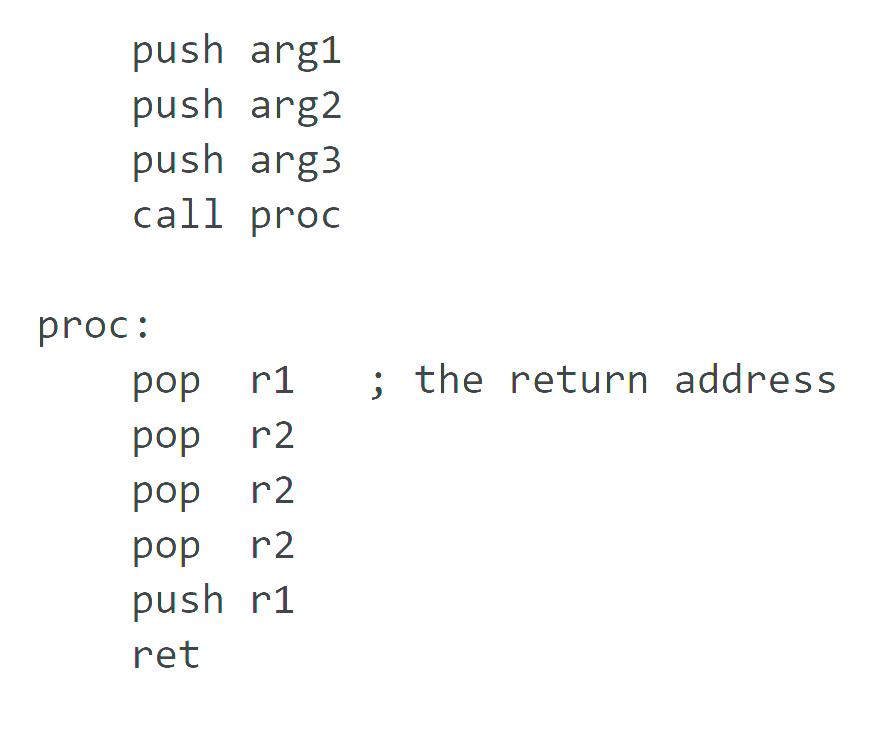 push arg1
push arg2
push arg3
call proc
proc:
pop r1 ; the return address
pop r2
pop r2
pop r2
push r1
ret